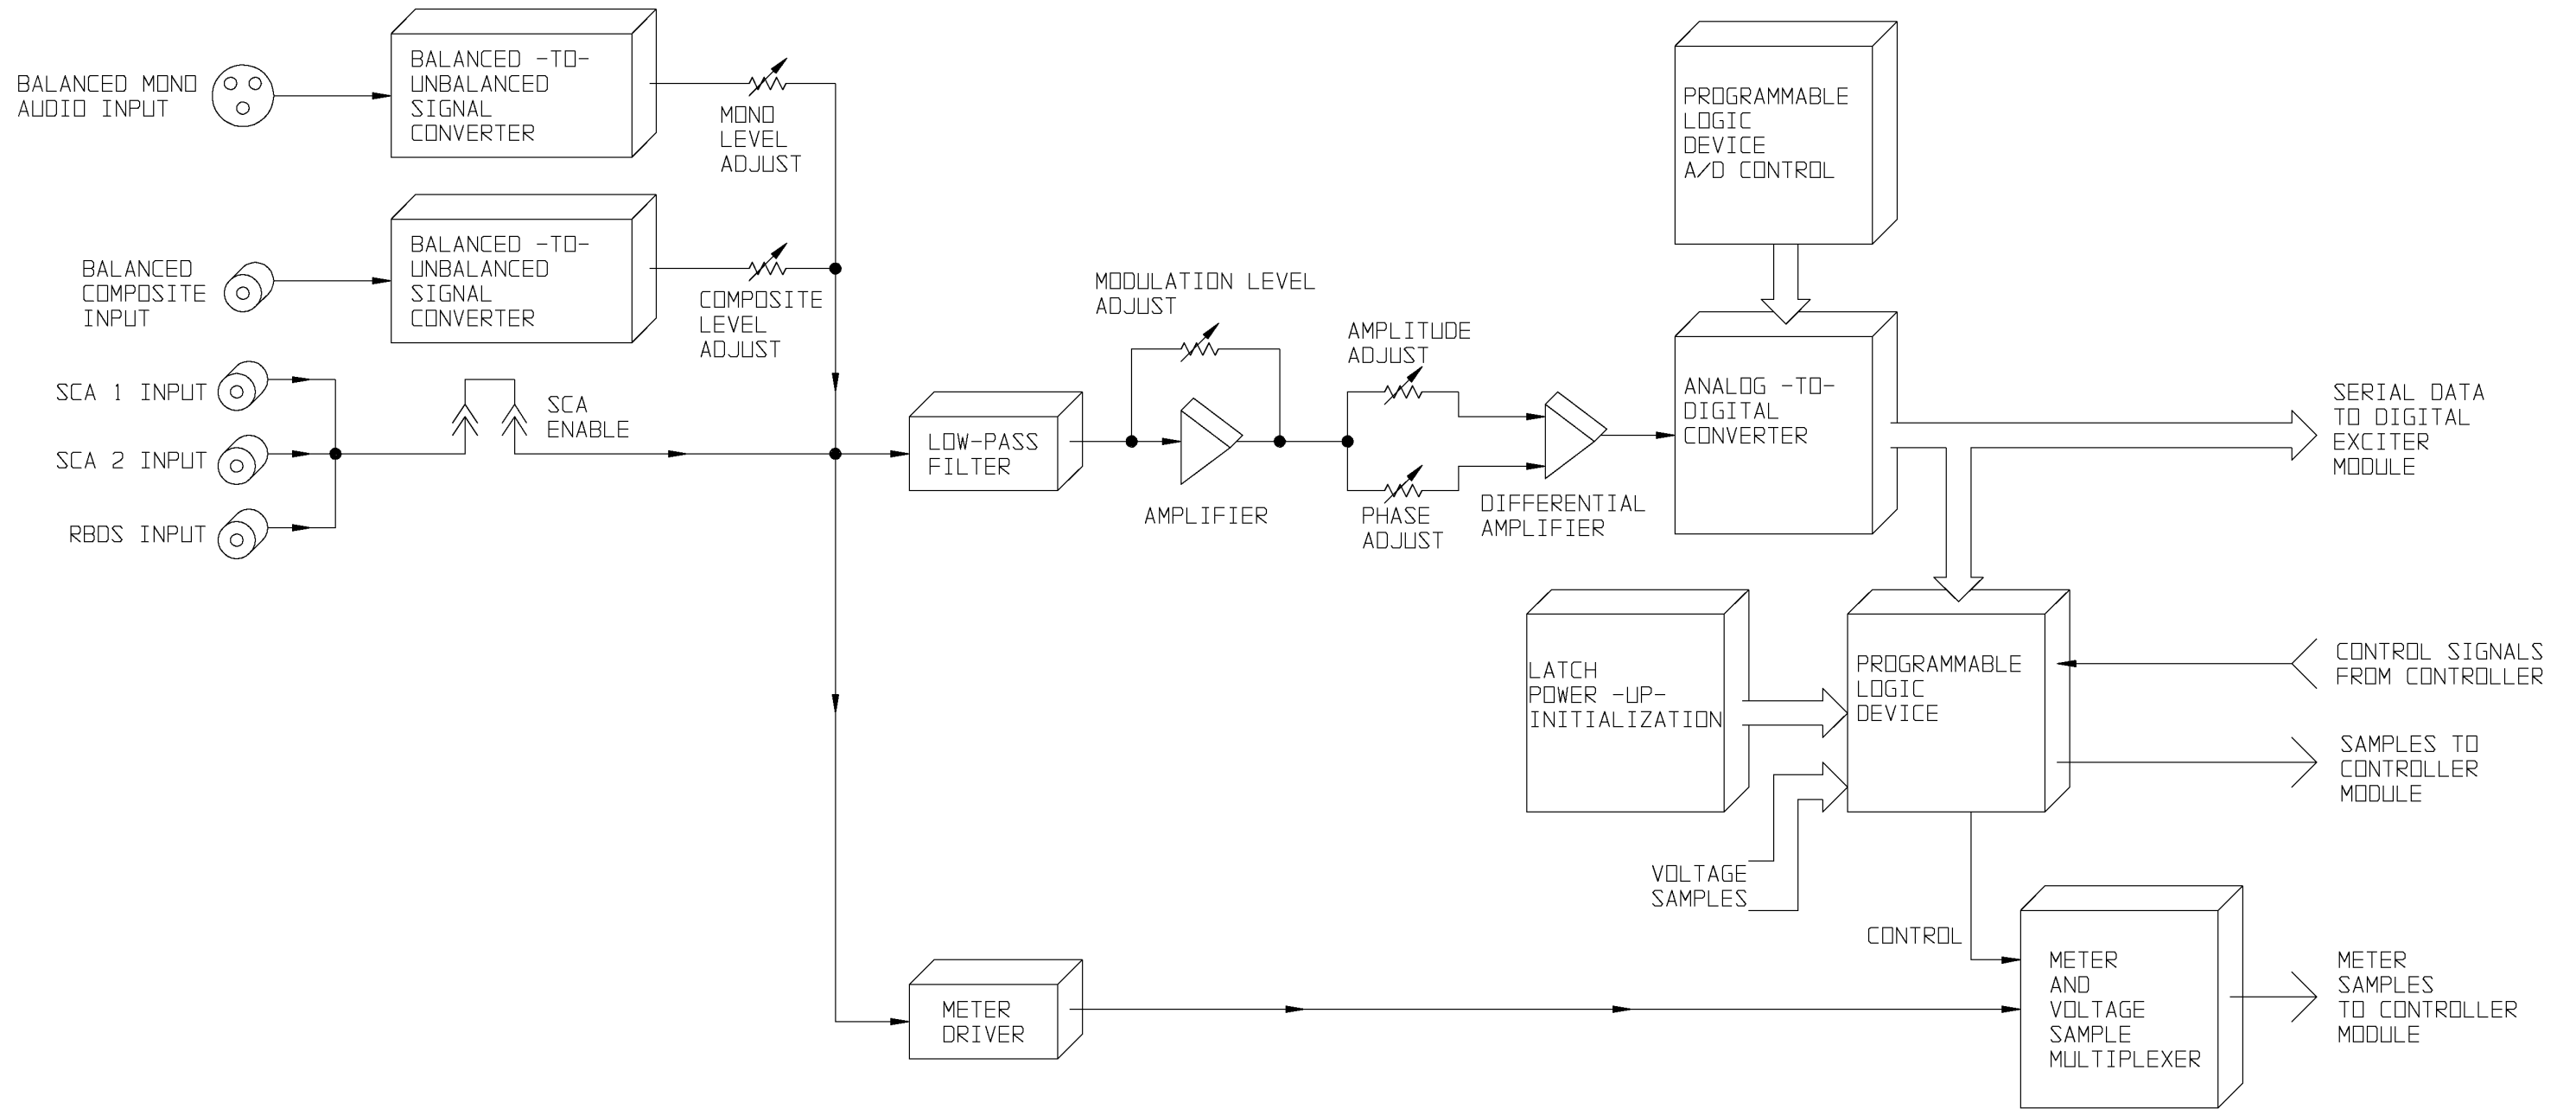 BALANCED MONO
AUDIO INPUT
BALANCED -TO-
UNBALANCED
SIGNAL
CONVERTER
MONO
LEVEL
ADJUST
BALANCED
COMPOSITE
INPUT
BALANCED -TO-
UNBALANCED
SIGNAL
CONVERTER
COMPOSITE
LEVEL
ADJUST
SCA 1 INPUT
SCA 2 INPUT
RBDS INPUT
SCA
ENABLE
LOW-PASS
FILTER
MODULATION LEVEL
ADJUST
AMPLIFIER
AMPLITUDE
ADJUST
PHASE
ADJUST
DIFFERENTIAL
AMPLIFIER
PROGRAMMABLE
LOGIC
DEVICE
A/D CONTROL
ANALOG -TO-
DIGITAL
CONVERTER
SERIAL DATA
TO DIGITAL
EXCITER
MODULE
LATCH
POWER -UP-
INITIALIZATION
PROGRAMMABLE
LOGIC
DEVICE
CONTROL SIGNALS
FROM CONTROLLER
SAMPLES TO
CONTROLLER
MODULE
VOLTAGE
SAMPLES
CONTROL
METER
DRIVER
METER
AND
VOLTAGE
SAMPLE
MULTIPLEXER
METER
SAMPLES
TO CONTROLLER
MODULE